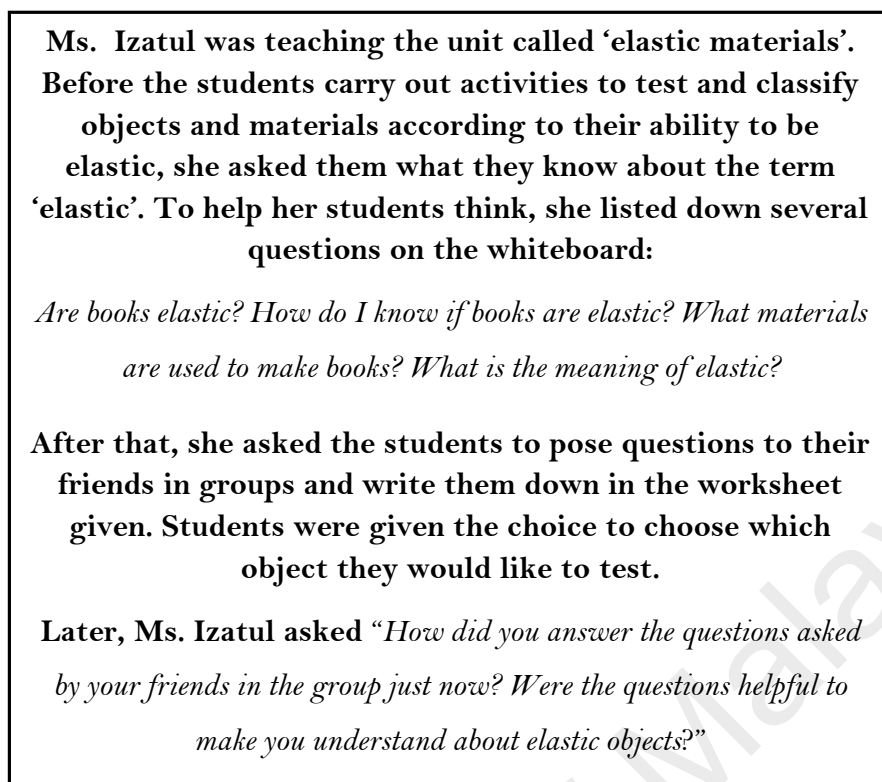 Ms. Izatul was teaching the unit called ‘elastic materials’.
Before the students carry out activities to test and classify
objects and materials according to their ability to be
elastic, she asked them what they know about the term
‘elastic’. To help her students think, she listed down several
questions on the whiteboard:
Are books elastic? How do I know if books are elastic? What materials
are used to make books? What is the meaning of elastic?
After that, she asked the students to pose questions to their
friends in groups and write them down in the worksheet
given. Students were given the choice to choose which
object they would like to test.
Later, Ms. Izatul asked “How did you answer the questions asked
by your friends in the group just now? Were the questions helpful to
make you understand about elastic objects?”
Malay